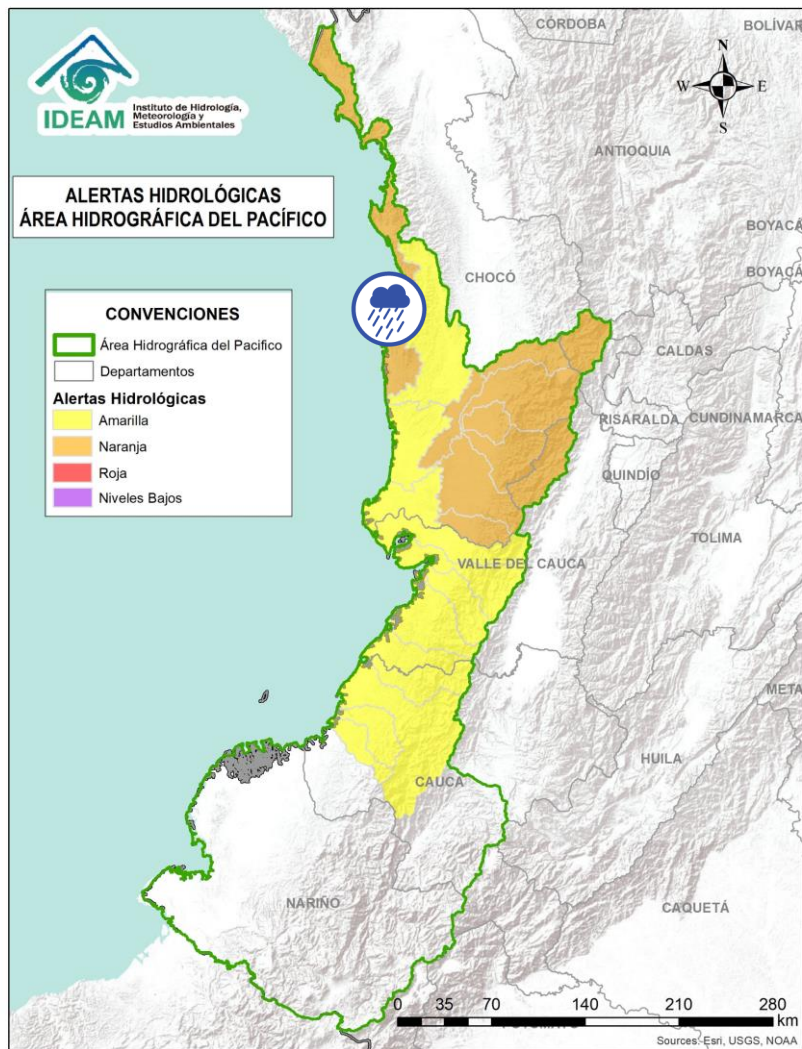 IDEAM
Instituto de Hidrología,
Meteorología y
Estudios Ambientales
ALERTAS HIDROLÓGICAS
ÁREA HIDROGRÁFICA DEL PACÍFICO
CONVENCIONES
Área Hidrográfica del Pacifico
Departamentos
Alertas Hidrológicas
Amarilla
Naranja
Roja
Niveles Bajos
N
W
E
S
CÓRDOBA
BOLÍVAR
ANTIOQUIA
BOYACÁ
BOYACÁ
CHOCÓ
CALDAS
RISARALDA
CUNDINAMARCA
QUINDÍO
TOLIMA
VALLE DEL CAUCA
META
HUILA
CAUCA
NARIÑO
CAQUETÁ
0 35 70 140 210 280
km
Sources: Esri, USGS, NOAA